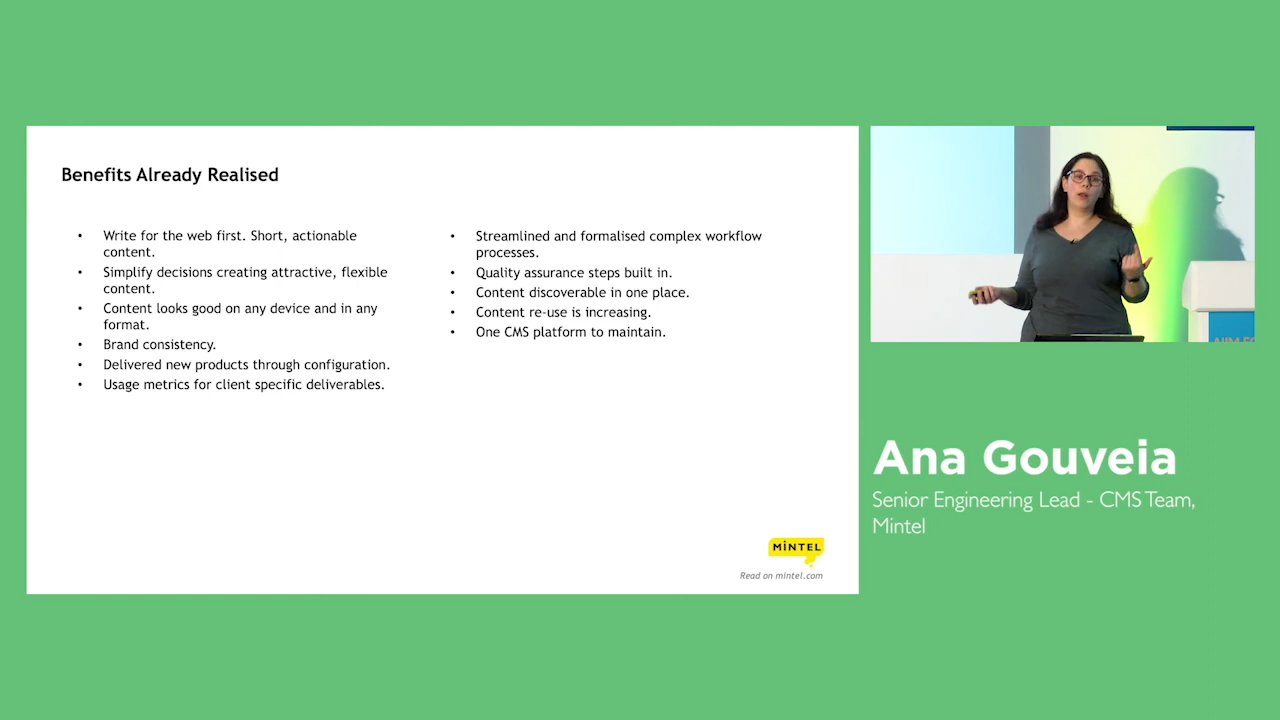 Benefits Already Realised
• Write for the web first. Short, actionable
content.
• Simplify decisions creating attractive, flexible
content.
• Content looks good on any device and in any
format.
• Brand consistency.
• Delivered new products through configuration.
• Usage metrics for client specific deliverables.
• Streamlined and formalised complex workflow
processes.
• Quality assurance steps built in.
• Content discoverable in one place.
• Content re-use is increasing.
• One CMS platform to maintain.
MiNTEL
Read on mintel.com
Ana Gouveia
Senior Engineering Lead - CMS Team,
Mintel